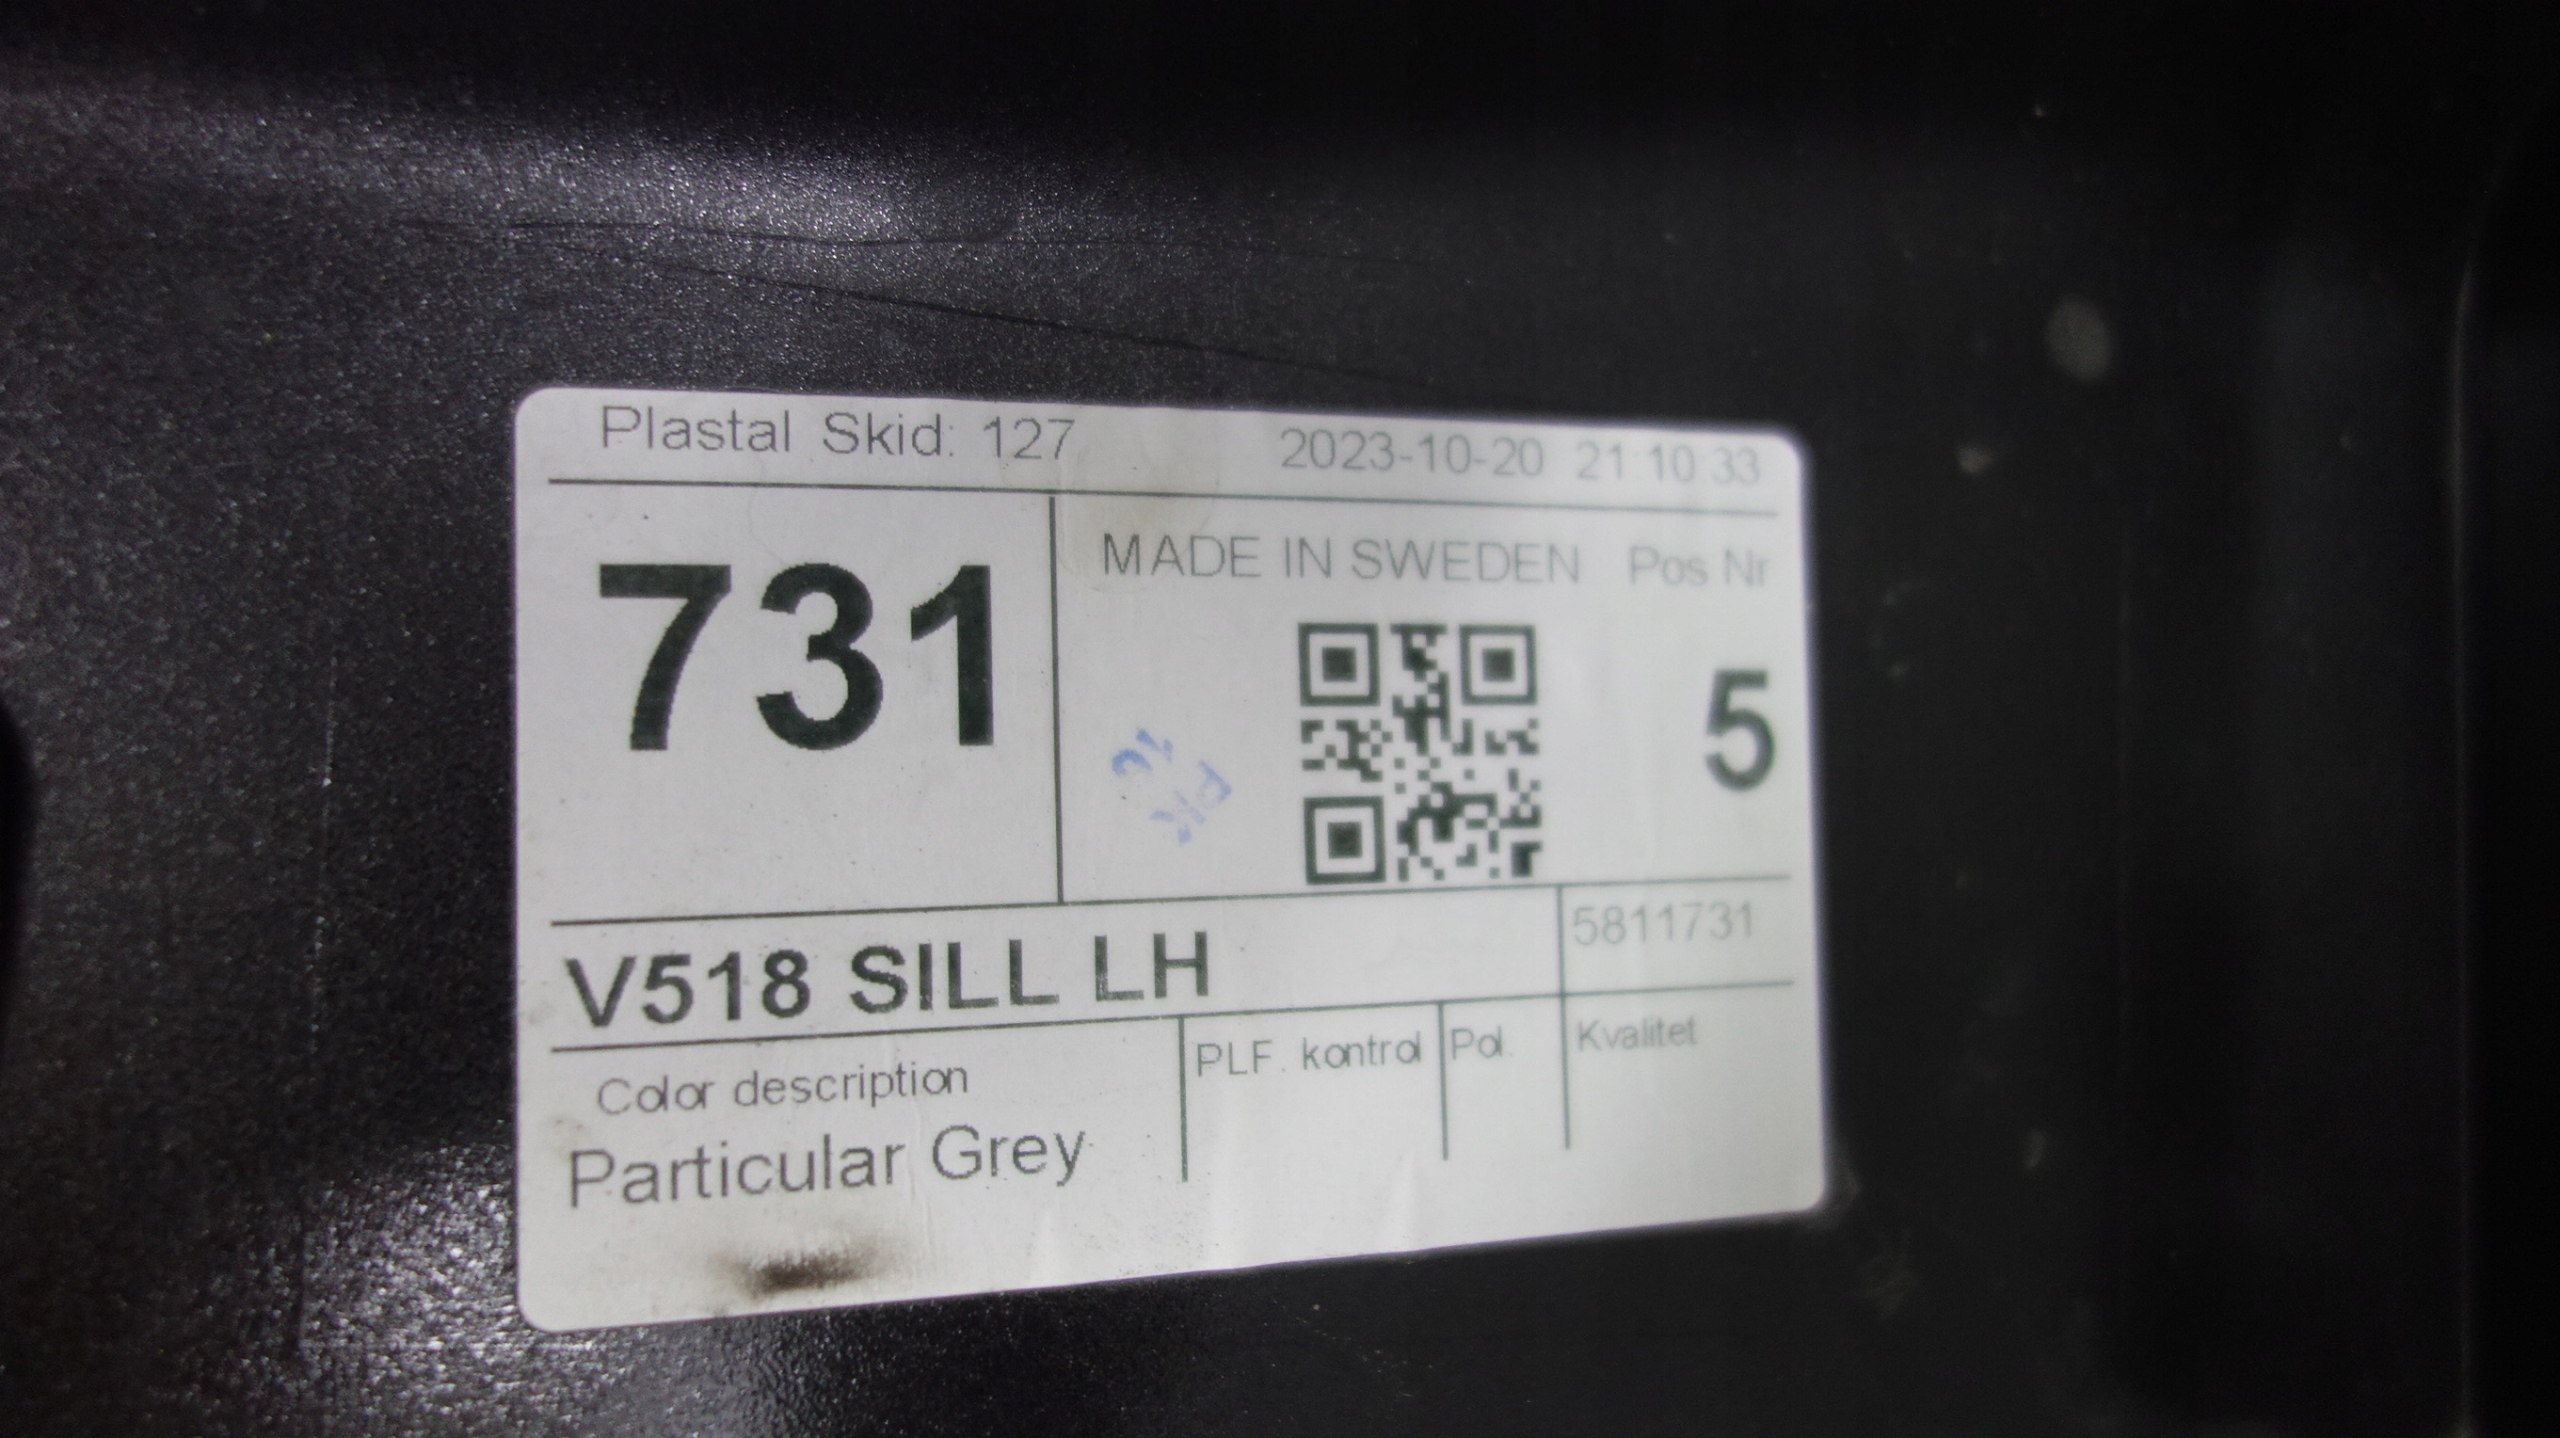 Plastal Skid: 127 2023-10-20 21:10:33
731
MADE IN SWEDEN Pos Nr
5
V518 SILL LH
5811731
Color description
Particular Grey
PLF. kontrol
Pol.
Kvalitet